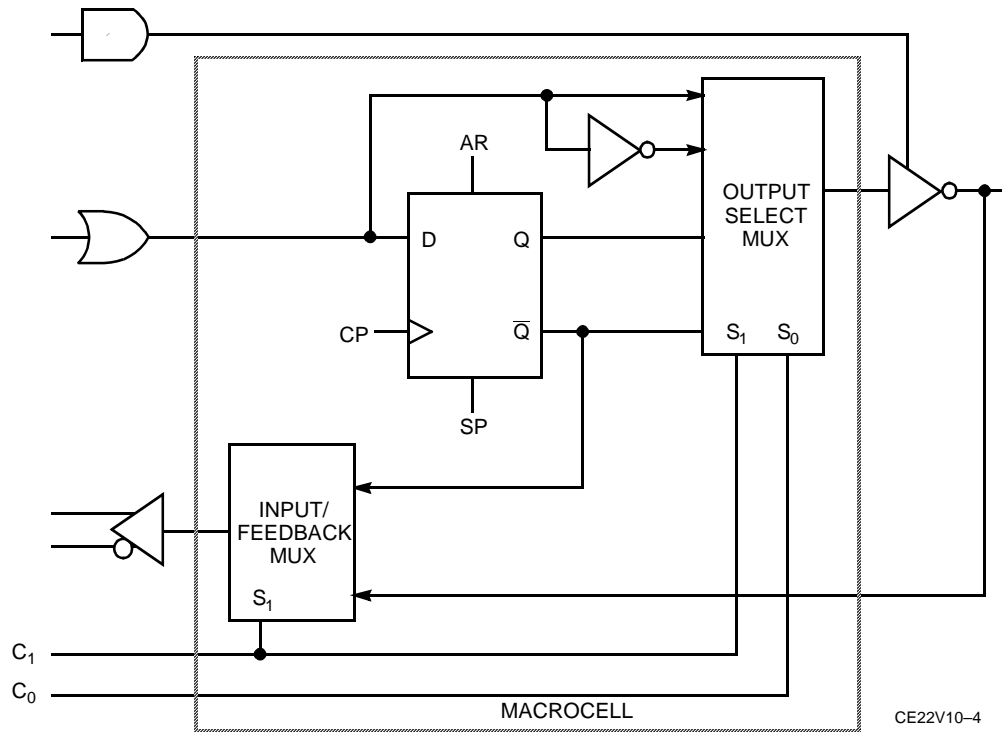 AR
D
Q
OUTPUT
SELECT
MUX
CP
Q̅
S₁
S₀
SP
INPUT/
FEEDBACK
MUX
S₁
C₁
C₀
MACROCELL
CE22V10–4